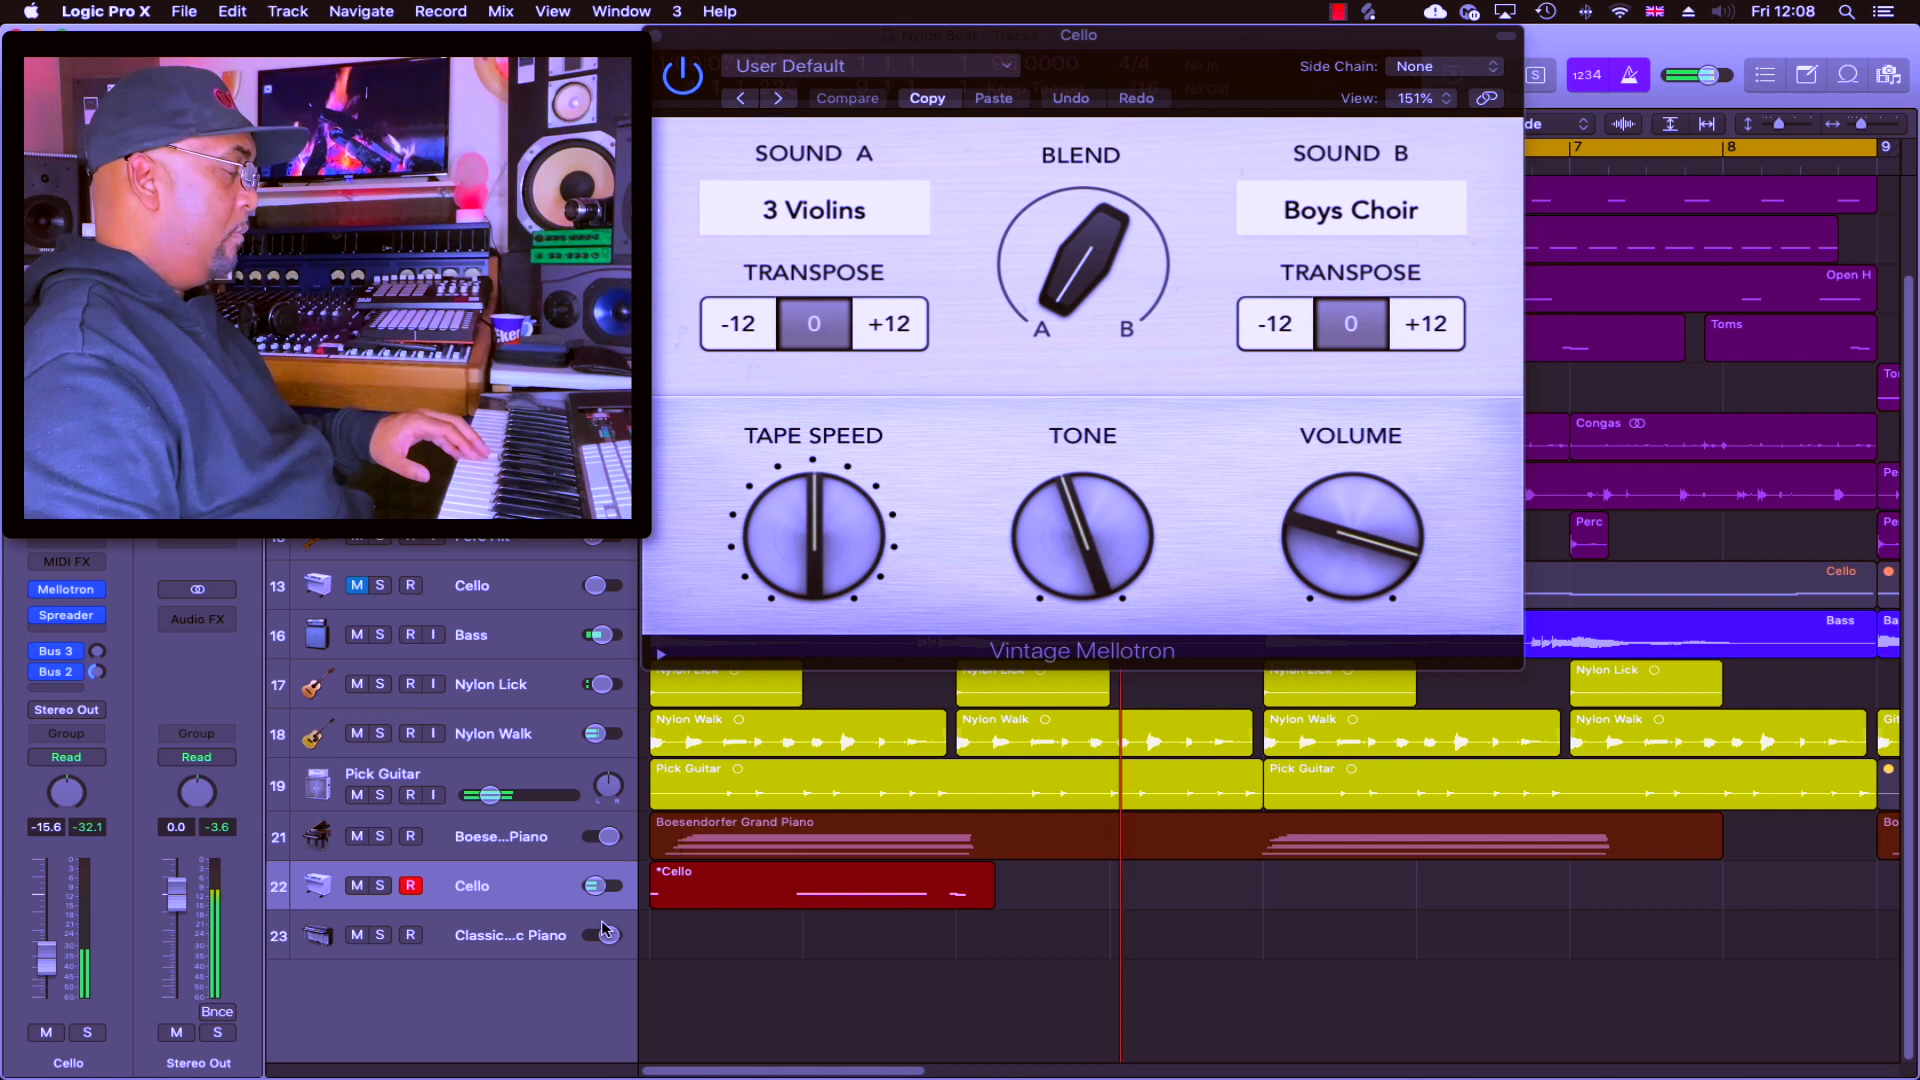 Logic Pro X File Edit Track Navigate Record Mix View Window 3 Help Fri 12:08
Nylon Beat - Tracks
Cello
User Default
Side Chain: None
Compare Copy Paste Undo Redo
View: 151%
S 1234
SOUND A
BLEND
SOUND B
3 Violins
Boys Choir
TRANSPOSE
TRANSPOSE
-12 0 +12
A B
-12 0 +12
TAPE SPEED
TONE
VOLUME
Vintage Mellotron
de
7 8 9
Open H
Toms
Congas
Perc
Pe
Pe
Cello
Bass
Ba
MIDI FX
Mellotron
Spreader
Audio FX
Bus 3
Bus 2
Stereo Out
Group Group
Read Read
-15.6 -32.1 0.0 -3.6
Bnce
M S M S
Cello Stereo Out
13 M S R Cello
16 M S R I Bass
17 M S R I Nylon Lick
18 M S R I Nylon Walk
19 Pick Guitar
M S R I
L R
21 M S R Boese...Piano
22 M S R Cello
23 M S R Classic...c Piano
Nylon Lick Nylon Lick Nylon Lick Nylon Lick
Nylon Walk Nylon Walk Nylon Walk Nylon Walk
Pick Guitar Pick Guitar
Boesendorfer Grand Piano
Bo
*Cello